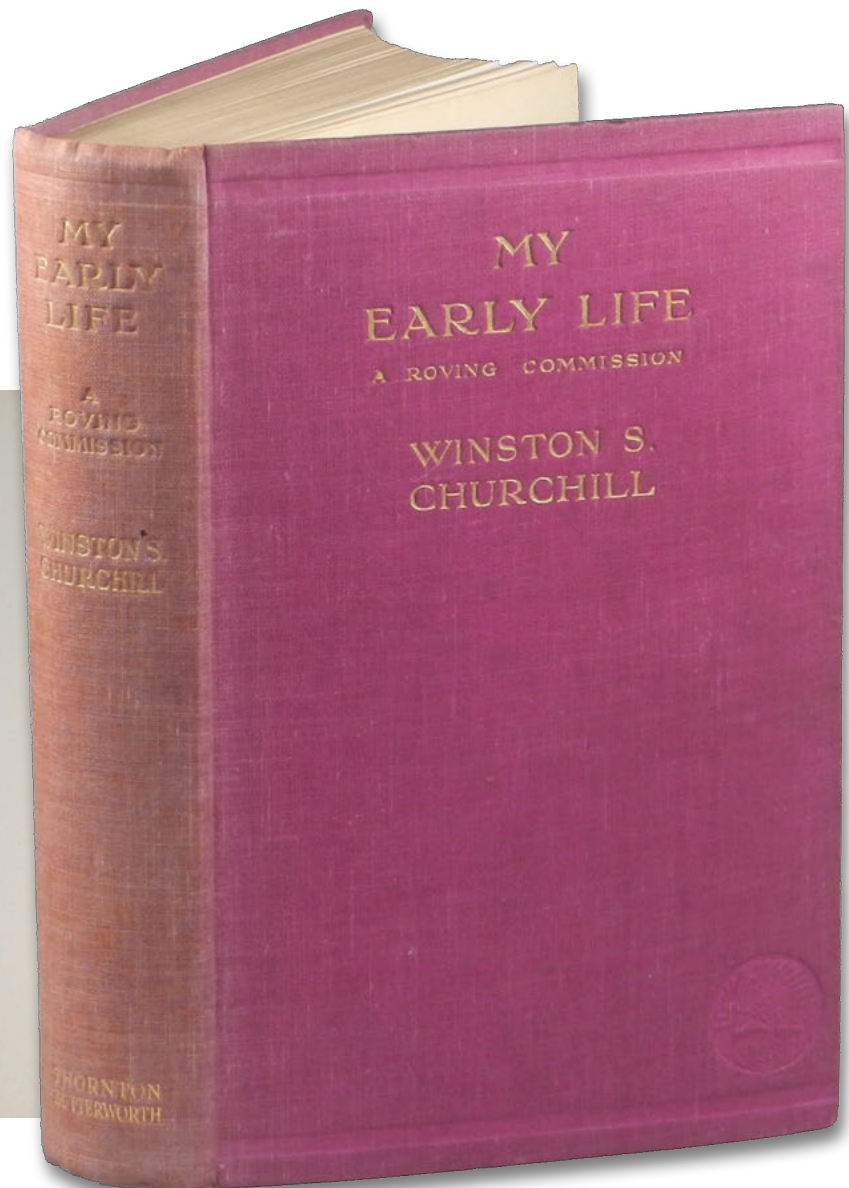 MY
EARLY
LIFE
A
ROVING
COMMISSION
WINSTON S.
CHURCHILL
THORNTON
BUTTERWORTH
MY
EARLY LIFE
A ROVING COMMISSION
WINSTON S.
CHURCHILL